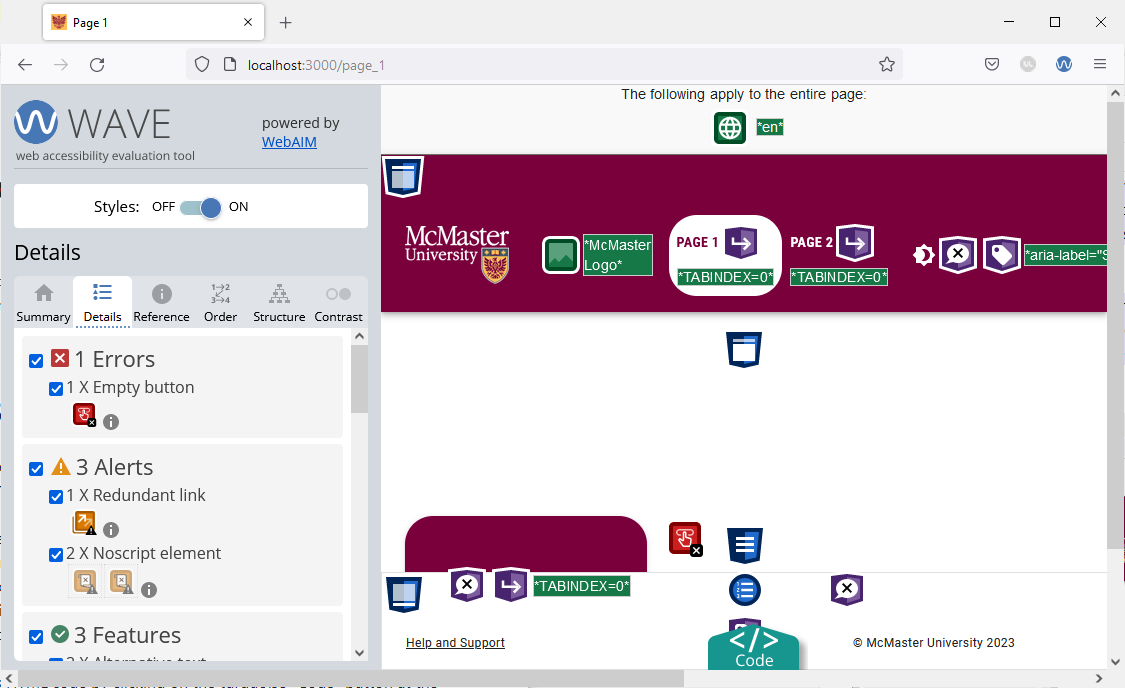 Page 1
localhost:3000/page_1
WAVE
web accessibility evaluation tool
powered by
WebAIM
Styles: OFF ON
Details
Summary Details Reference Order Structure Contrast
1 Errors
1 X Empty button
3 Alerts
1 X Redundant link
2 X Noscript element
3 Features
The following apply to the entire page:
*en*
McMaster
University
*McMaster
Logo*
PAGE 1
*TABINDEX=0*
PAGE 2
*TABINDEX=0*
*aria-label="S
*TABINDEX=0*
Help and Support
</>
Code
© McMaster University 2023